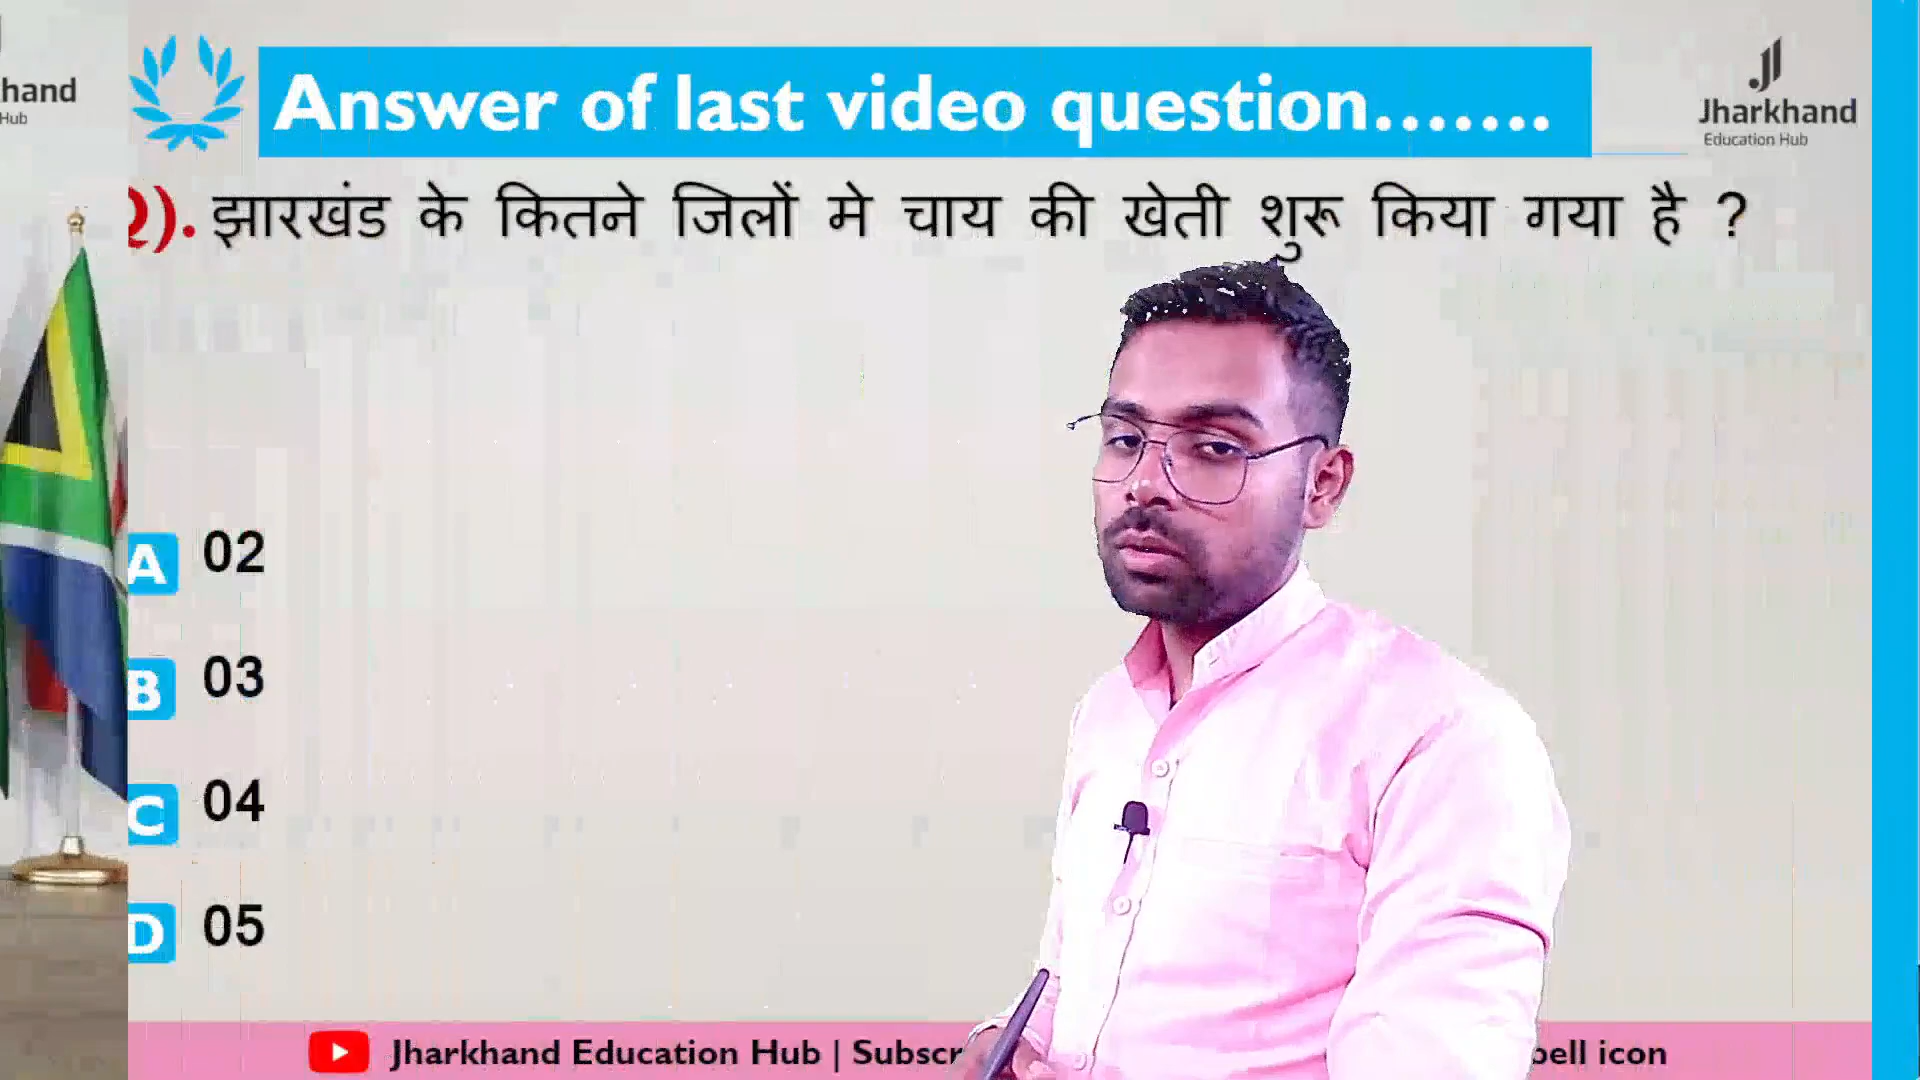 hand
Hub
Answer of last video question.......
Jharkhand
Education Hub
Q). झारखंड के कितने जिलों मे चाय की खेती शुरू किया गया है ?
A 02
B 03
C 04
D 05
Jharkhand Education Hub | Subscr
bell icon